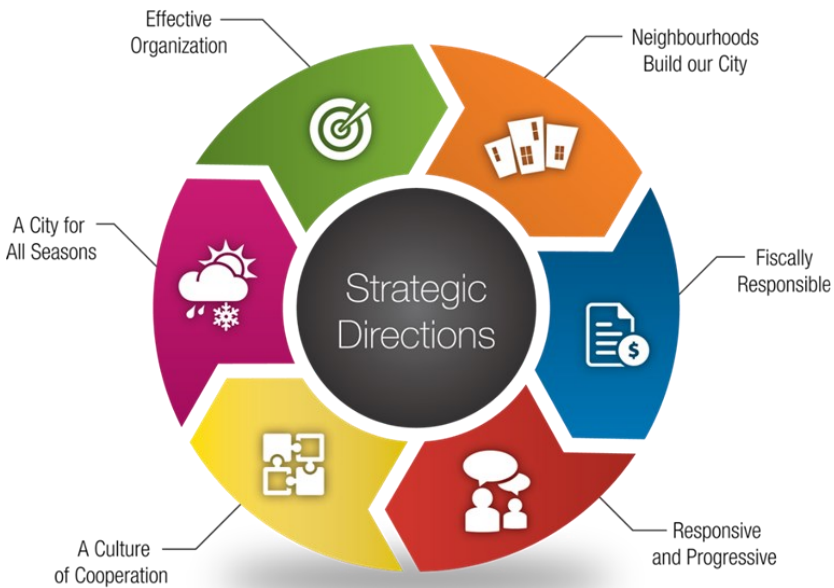 Effective
Organization
Neighbourhoods
Build our City
A City for
All Seasons
Fiscally
Responsible
Strategic
Directions
$
A Culture
of Cooperation
Responsive
and Progressive